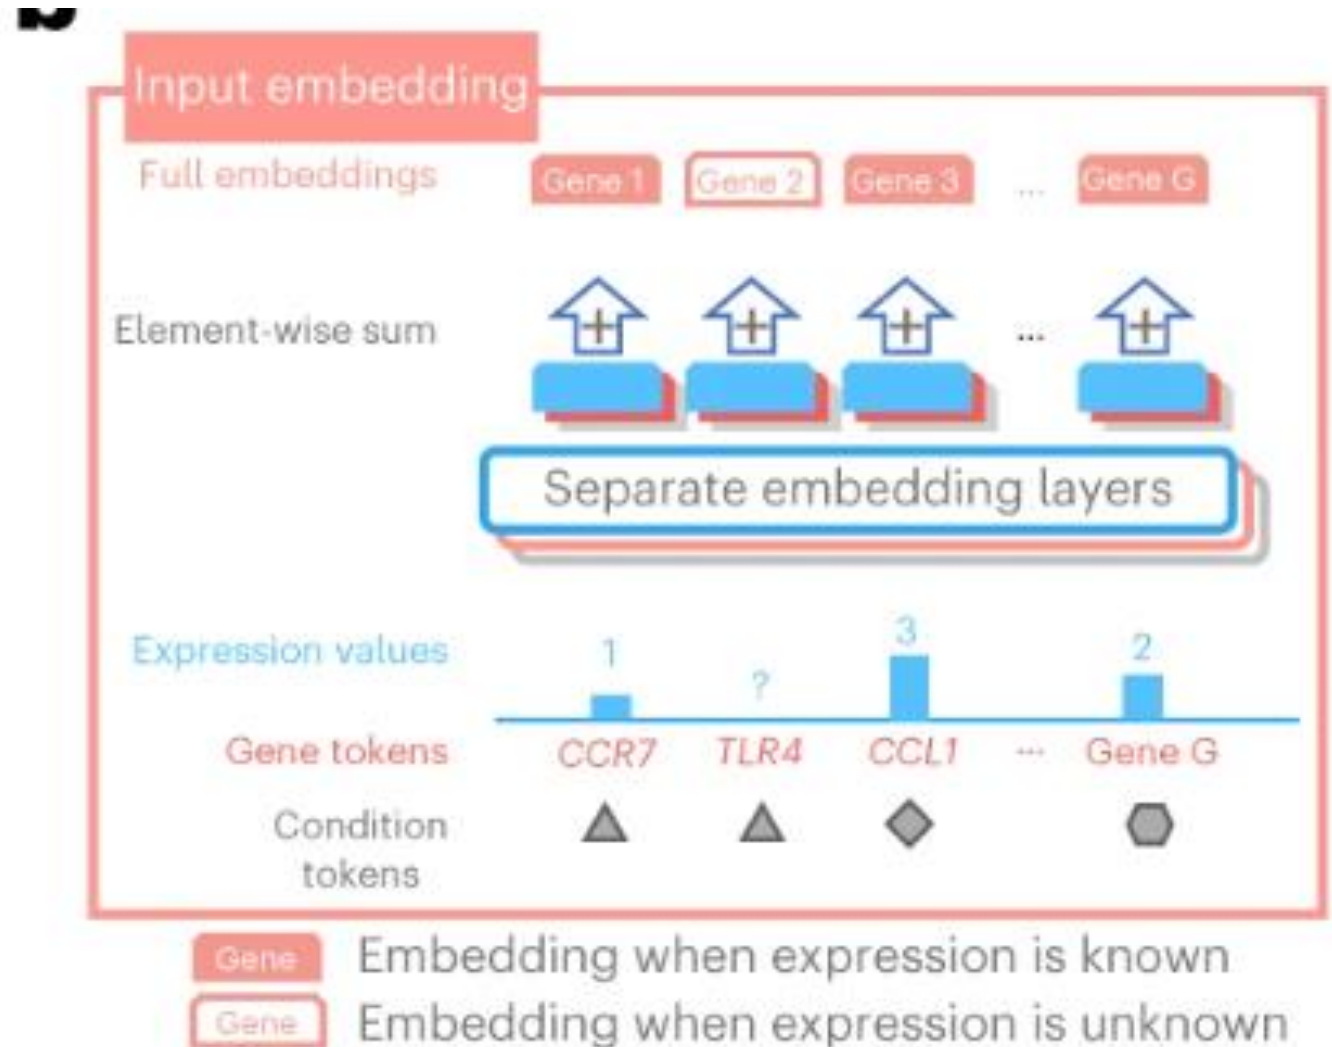 b
Input embedding
Full embeddings Gene 1 Gene 2 Gene 3 ... Gene G
Element-wise sum + + + ... +
Separate embedding layers
Expression values 1 ? 3 2
Gene tokens CCR7 TLR4 CCL1 ... Gene G
Condition
tokens
Gene Embedding when expression is known
Gene Embedding when expression is unknown